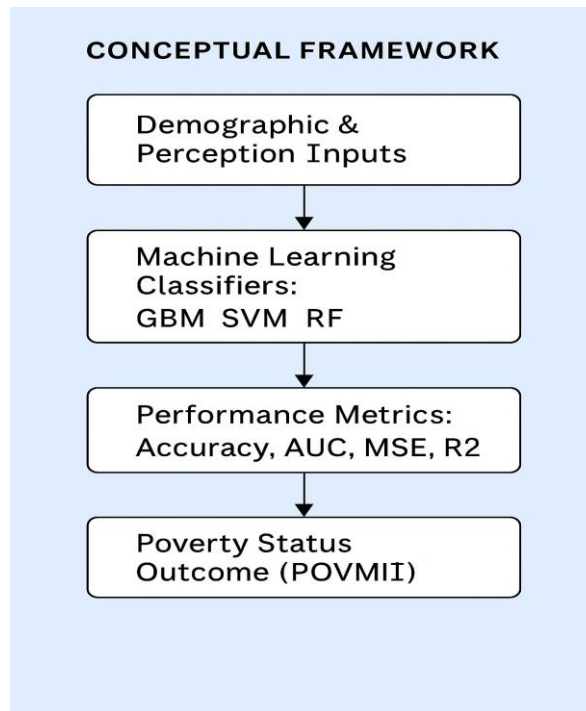 CONCEPTUAL FRAMEWORK
Demographic &
Perception Inputs
Machine Learning
Classifiers:
GBM SVM RF
Performance Metrics:
Accuracy, AUC, MSE, R2
Poverty Status
Outcome (POVMII)